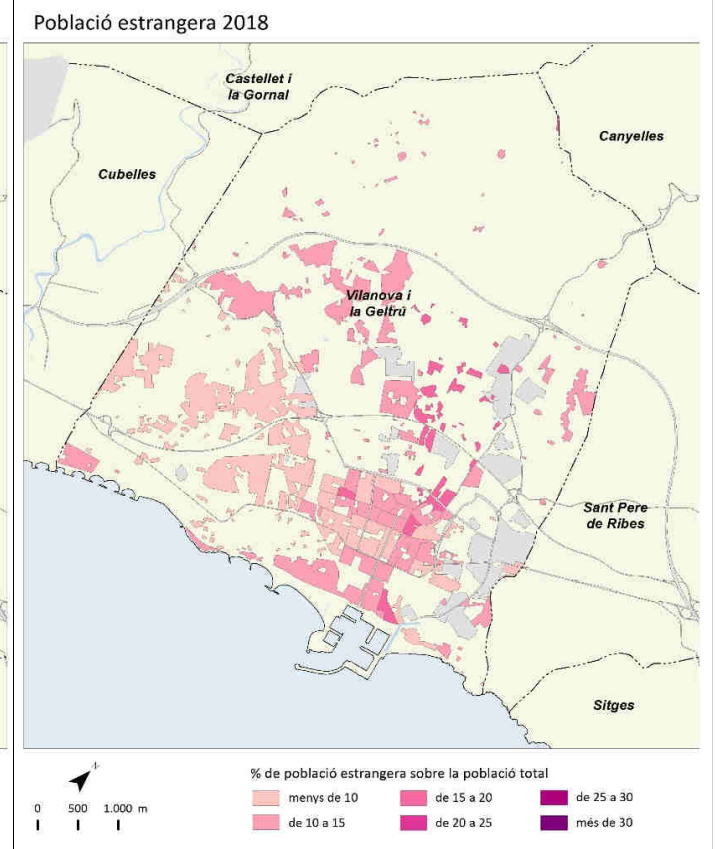 Població estrangera 2018
Castellet i
la Gornal
Canyelles
Cubelles
Vilanova i
la Geltrú
Sant Pere
de Ribes
Sitges
% de població estrangera sobre la població total
0 500 1.000 m
menys de 10
de 15 a 20
de 25 a 30
de 10 a 15
de 20 a 25
més de 30